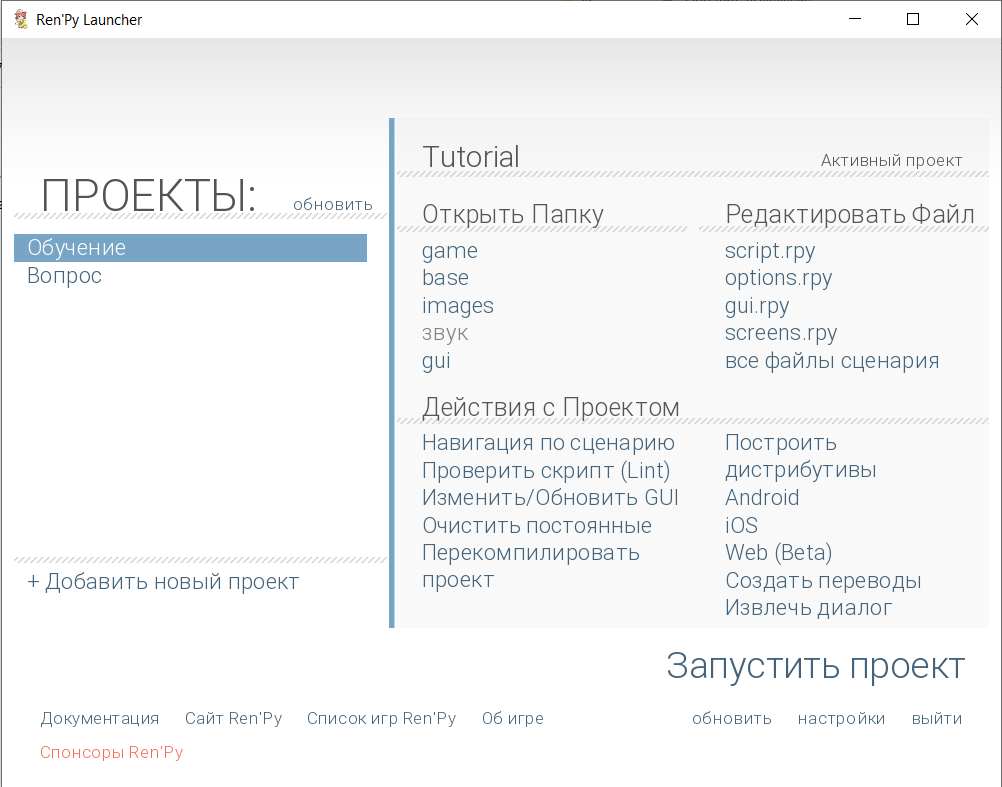 Ren'Py Launcher
ПРОЕКТЫ:
обновить
Обучение
Вопрос
+ Добавить новый проект
Tutorial
Активный проект
Открыть Папку
game
base
images
звук
gui
Редактировать Файл
script.rpy
options.rpy
gui.rpy
screens.rpy
все файлы сценария
Действия с Проектом
Навигация по сценарию
Проверить скрипт (Lint)
Изменить/Обновить GUI
Очистить постоянные
Перекомпилировать
проект
Построить
дистрибутивы
Android
iOS
Web (Beta)
Создать переводы
Извлечь диалог
Запустить проект
Документация
Сайт Ren'Py
Список игр Ren'Py
Об игре
обновить
настройки
выйти
Спонсоры Ren'Py